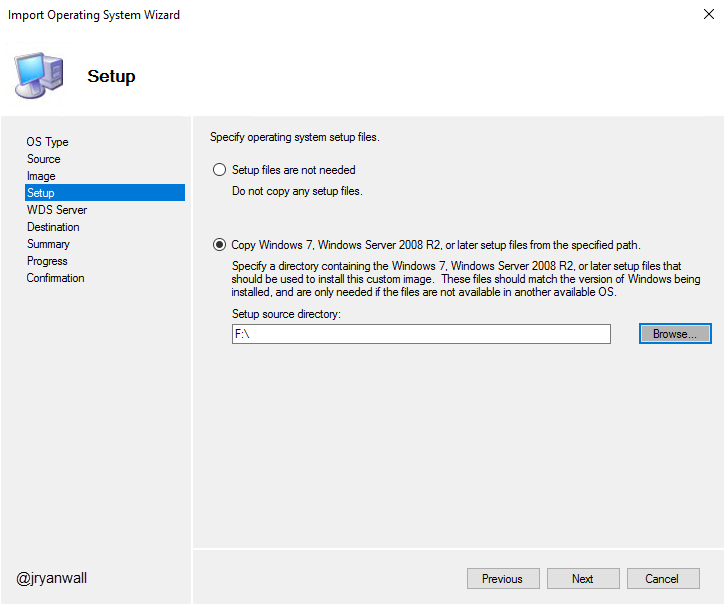 Import Operating System Wizard
Setup
OS Type
Source
Image
Setup
WDS Server
Destination
Summary
Progress
Confirmation
Specify operating system setup files.
Setup files are not needed
Do not copy any setup files.
Copy Windows 7, Windows Server 2008 R2, or later setup files from the specified path.
Specify a directory containing the Windows 7, Windows Server 2008 R2, or later setup files that
should be used to install this custom image.  These files should match the version of Windows being
installed, and are only needed if the files are not available in another available OS.
Setup source directory:
F:\
Browse...
@jryanwall
Previous
Next
Cancel